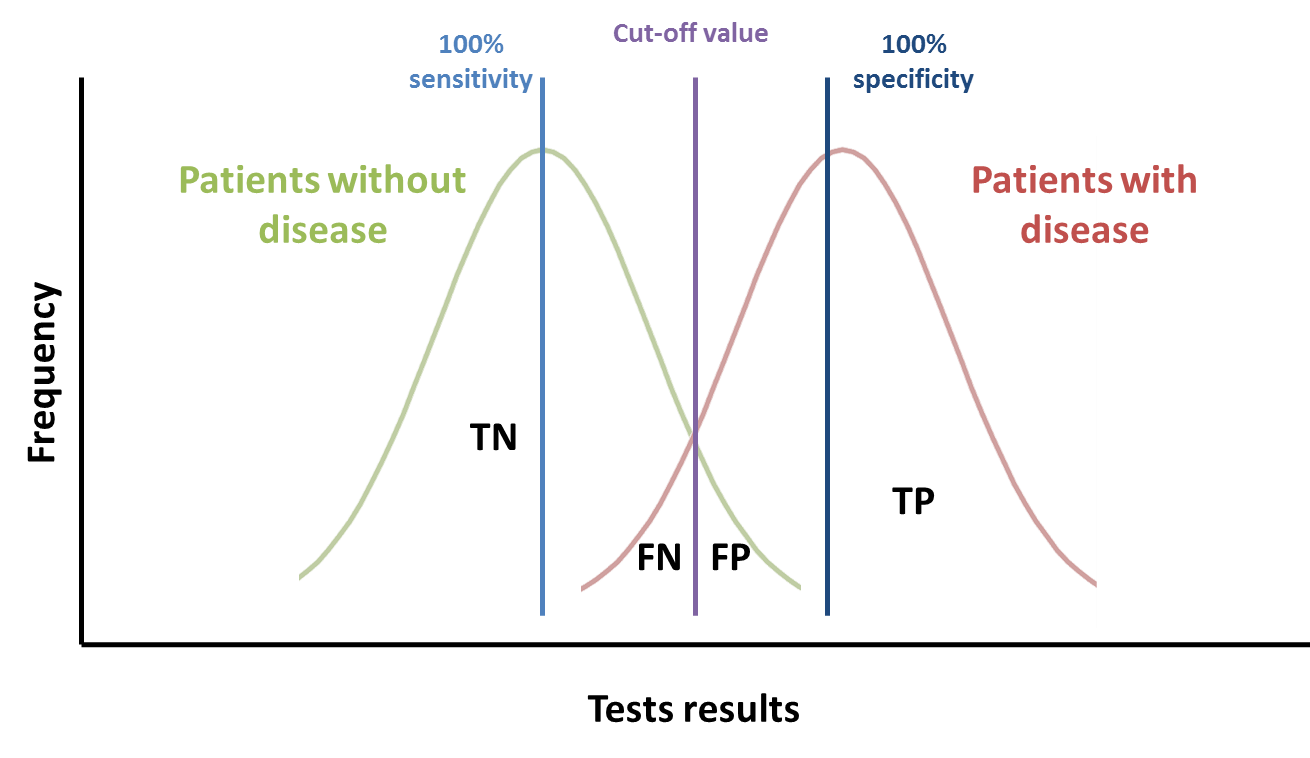 Cut-off value
100%
sensitivity
100%
specificity
Patients without
disease
Patients with
disease
Frequency
TN
TP
FN
FP
Tests results